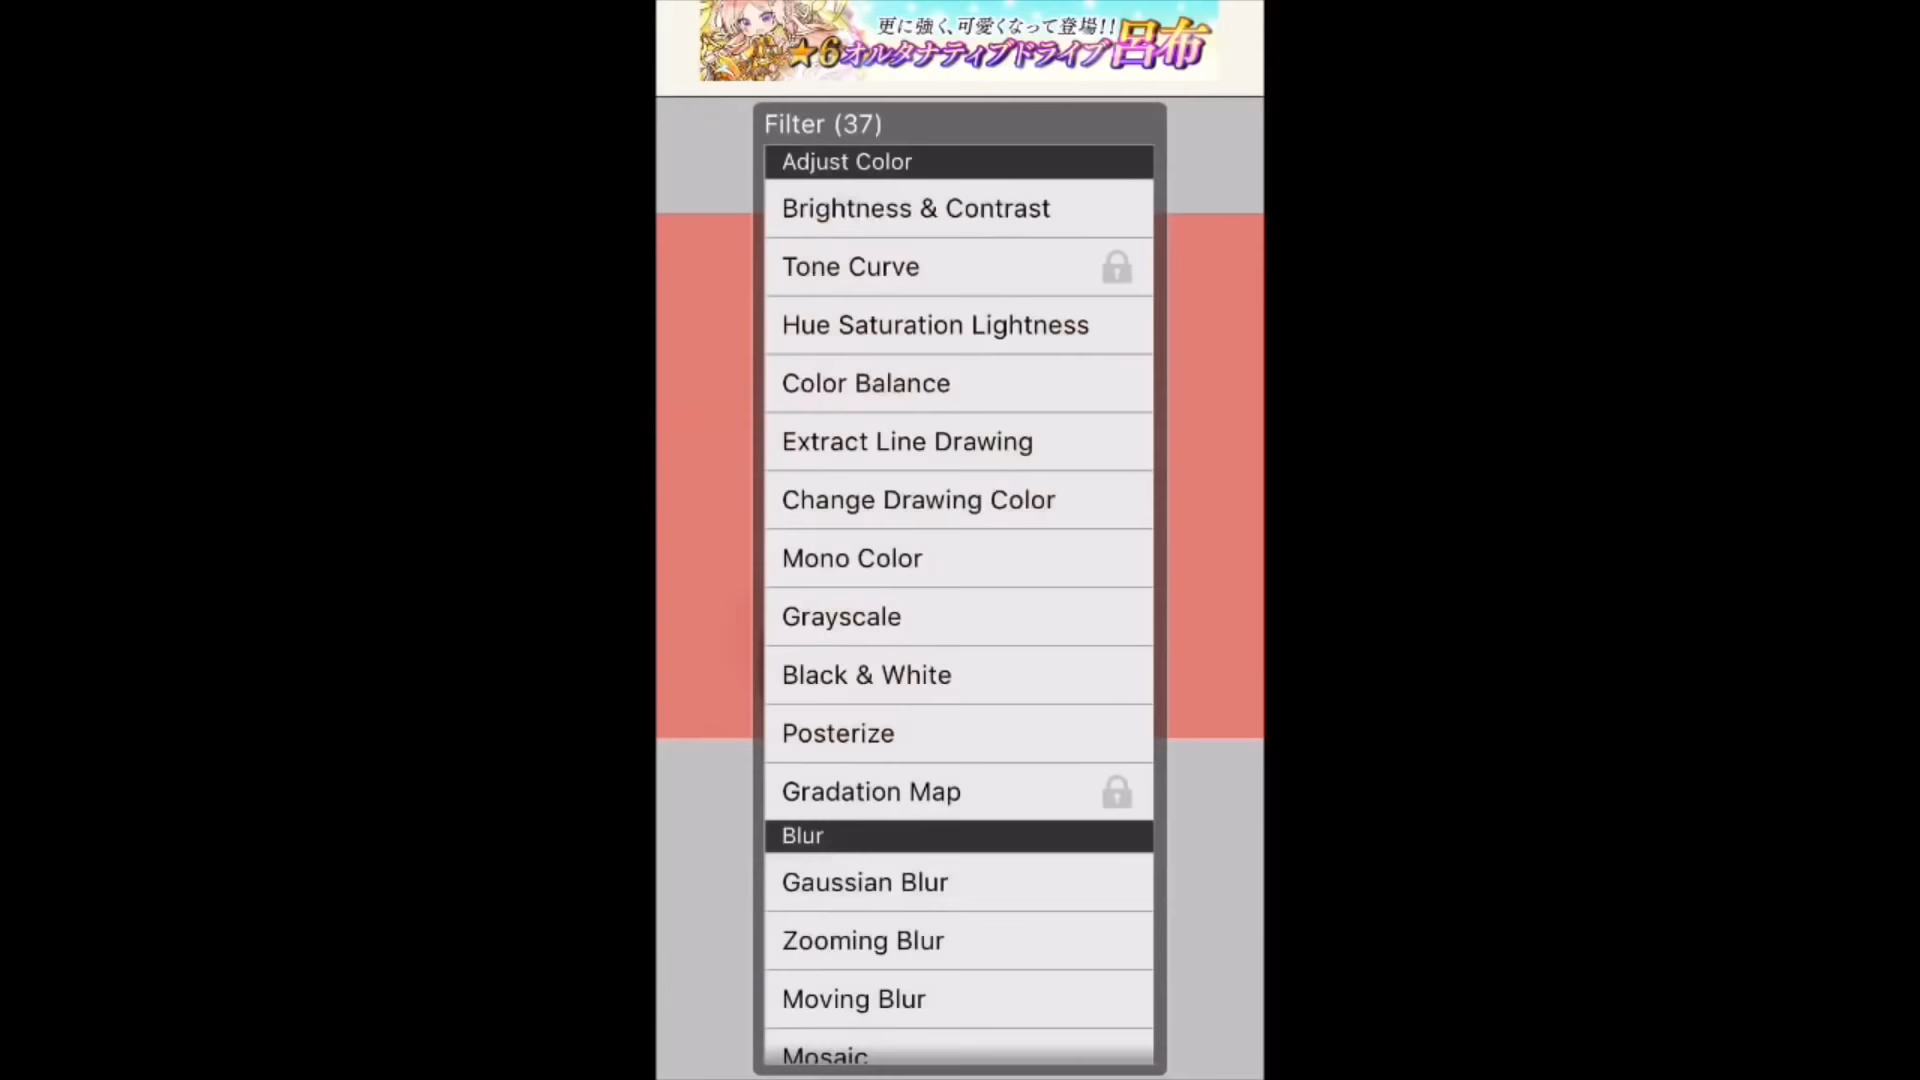 更に強く、可愛くなって登場!!
★6オルタナティブドライブ呂布
Filter (37)
Adjust Color
Brightness & Contrast
Tone Curve
Hue Saturation Lightness
Color Balance
Extract Line Drawing
Change Drawing Color
Mono Color
Grayscale
Black & White
Posterize
Gradation Map
Blur
Gaussian Blur
Zooming Blur
Moving Blur
Mosaic